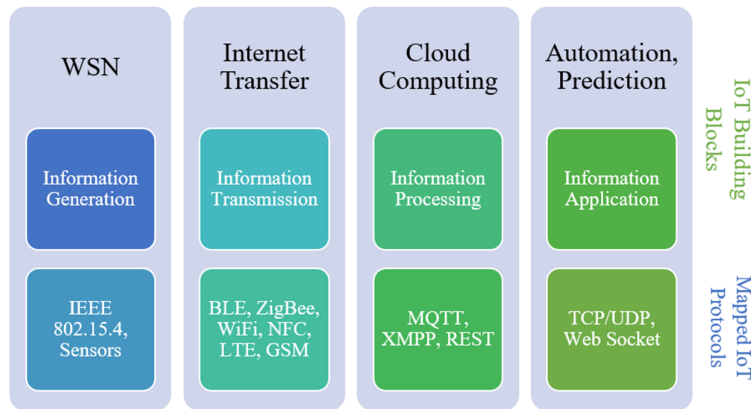 WSN
Internet
Transfer
Cloud
Computing
Automation,
Prediction
Information
Generation
Information
Transmission
Information
Processing
Information
Application
IoT Building
Blocks
IEEE
802.15.4,
Sensors
BLE, ZigBee,
WiFi, NFC,
LTE, GSM
MQTT,
XMPP, REST
TCP/UDP,
Web Socket
Mapped IoT
Protocols